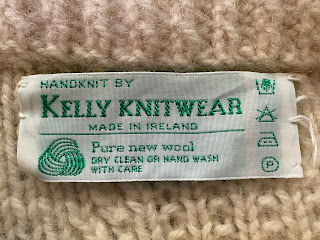 HANDKNIT BY
KELLY KNITWEAR
MADE IN IRELAND
Pure new wool
DRY CLEAN OR HAND WASH
WITH CARE
P